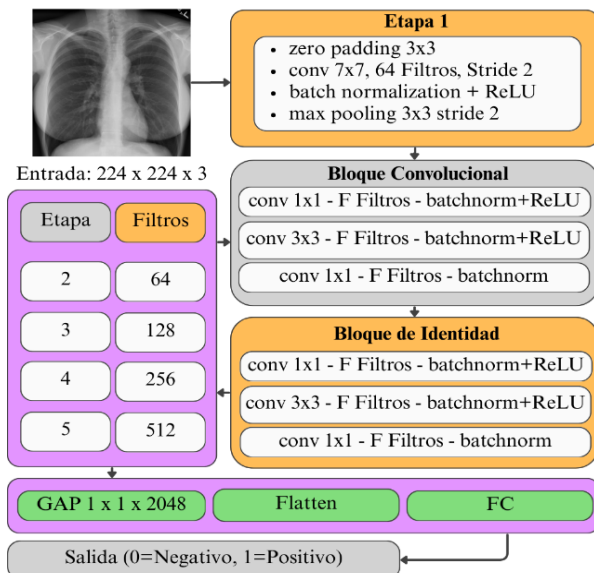 Etapa 1
• zero padding 3x3
• conv 7x7, 64 Filtros, Stride 2
• batch normalization + ReLU
• max pooling 3x3 stride 2
Entrada: 224 x 224 x 3
Bloque Convolucional
conv 1x1 - F Filtros - batchnorm+ReLU
conv 3x3 - F Filtros - batchnorm+ReLU
conv 1x1 - F Filtros - batchnorm
Etapa Filtros
2 64
3 128
4 256
5 512
Bloque de Identidad
conv 1x1 - F Filtros - batchnorm+ReLU
conv 3x3 - F Filtros - batchnorm+ReLU
conv 1x1 - F Filtros - batchnorm
GAP 1 x 1 x 2048 Flatten FC
Salida (0=Negativo, 1=Positivo)